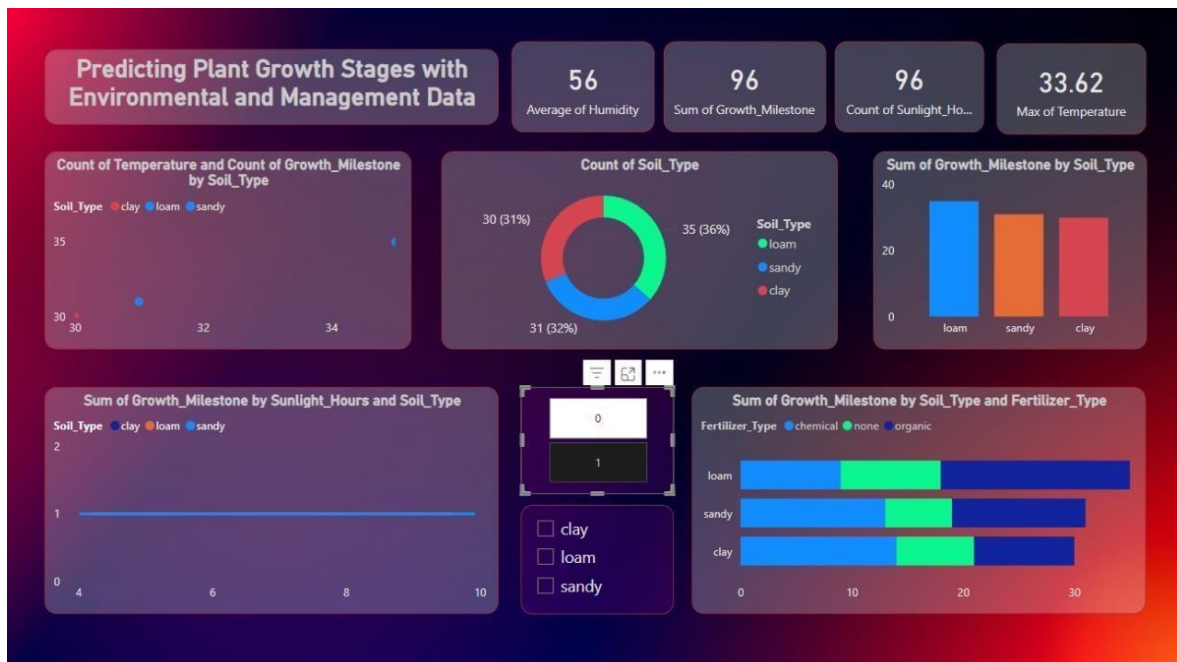 Predicting Plant Growth Stages with
Environmental and Management Data
56
Average of Humidity
96
Sum of Growth_Milestone
96
Count of Sunlight_Ho...
33.62
Max of Temperature
Count of Temperature and Count of Growth_Milestone
by Soil_Type
Soil_Type clay loam sandy
35
30
30 32 34
Count of Soil_Type
30 (31%)
35 (36%)
31 (32%)
Soil_Type
loam
sandy
clay
Sum of Growth_Milestone by Soil_Type
40
20
0
loam sandy clay
Sum of Growth_Milestone by Sunlight_Hours and Soil_Type
Soil_Type clay loam sandy
2
1
0
4 6 8 10
0
1
clay
loam
sandy
Sum of Growth_Milestone by Soil_Type and Fertilizer_Type
Fertilizer_Type chemical none organic
loam
sandy
clay
0 10 20 30